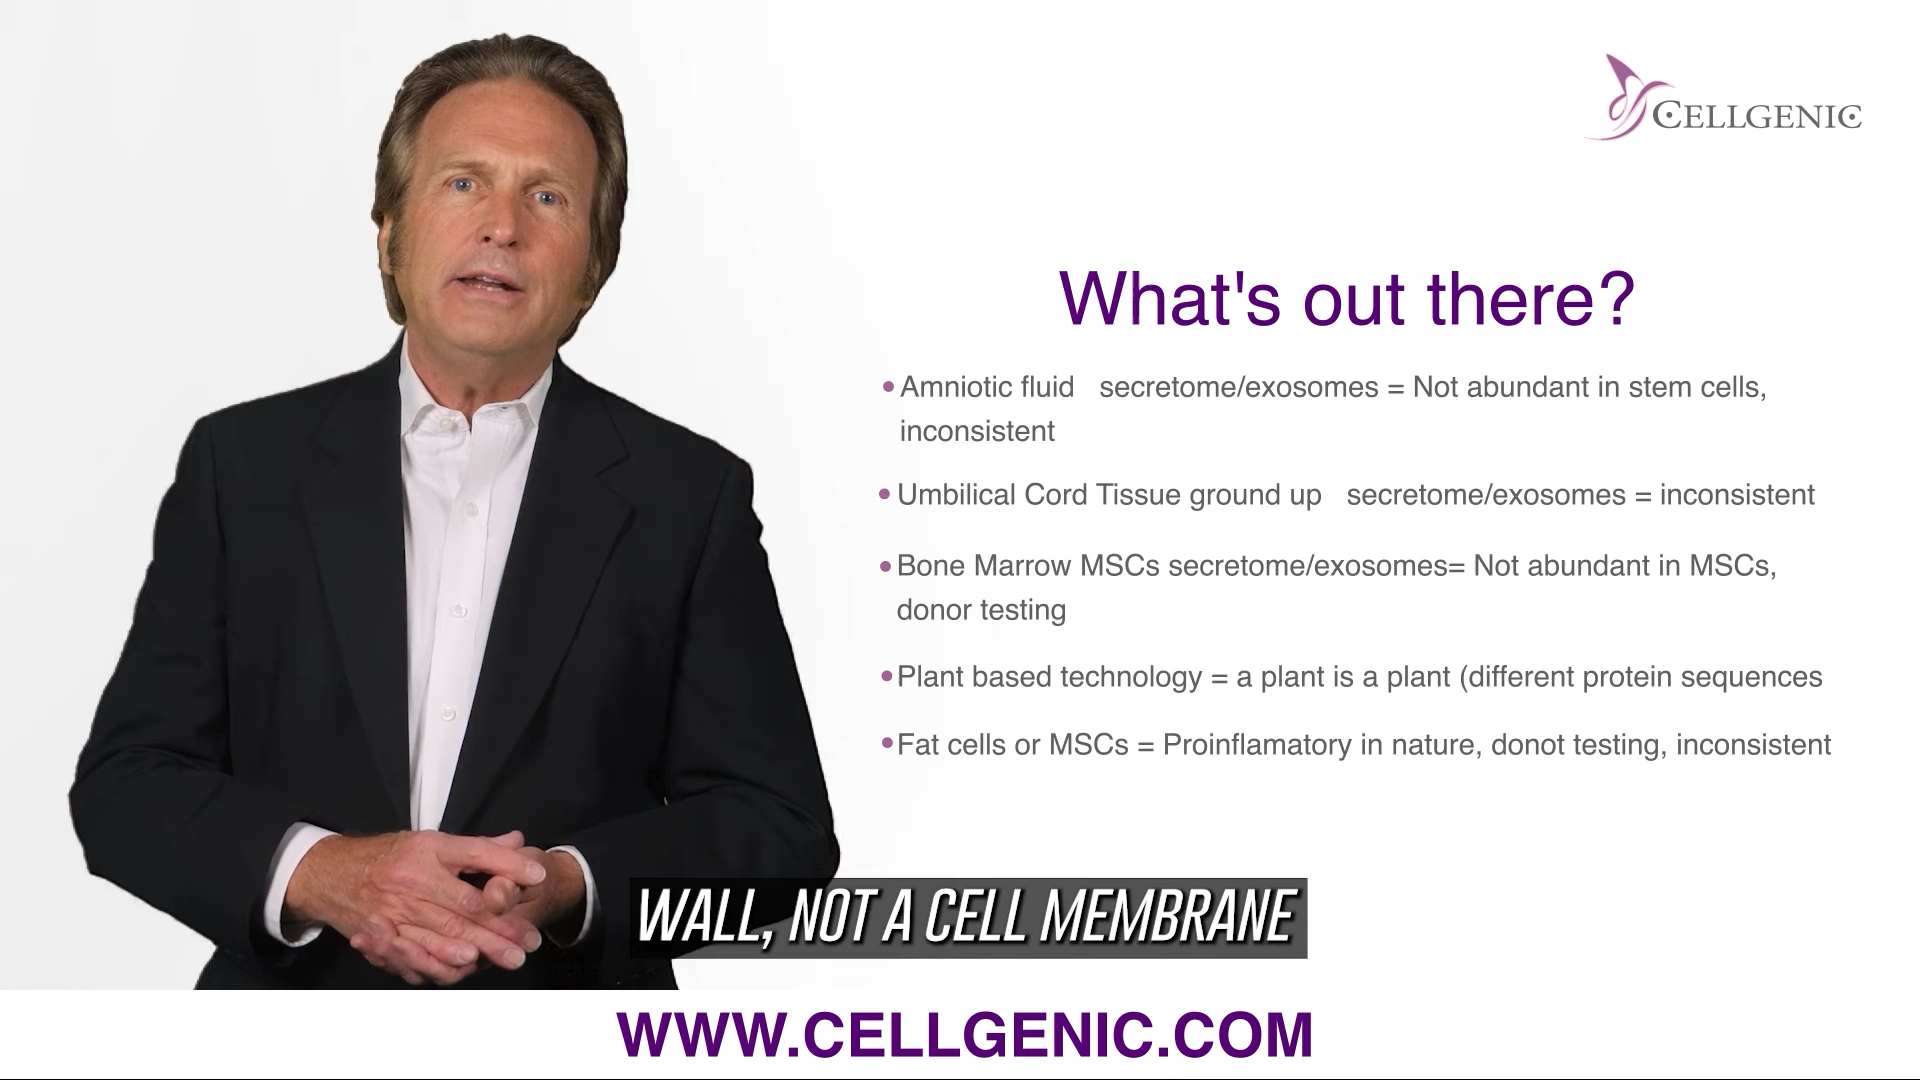 CELLGENIC
What's out there?
•Amniotic fluid secretome/exosomes = Not abundant in stem cells,
inconsistent
•Umbilical Cord Tissue ground up secretome/exosomes = inconsistent
•Bone Marrow MSCs secretome/exosomes= Not abundant in MSCs,
donor testing
•Plant based technology = a plant is a plant (different protein sequences
•Fat cells or MSCs = Proinflamatory in nature, donot testing, inconsistent
WALL, NOT A CELL MEMBRANE
WWW.CELLGENIC.COM